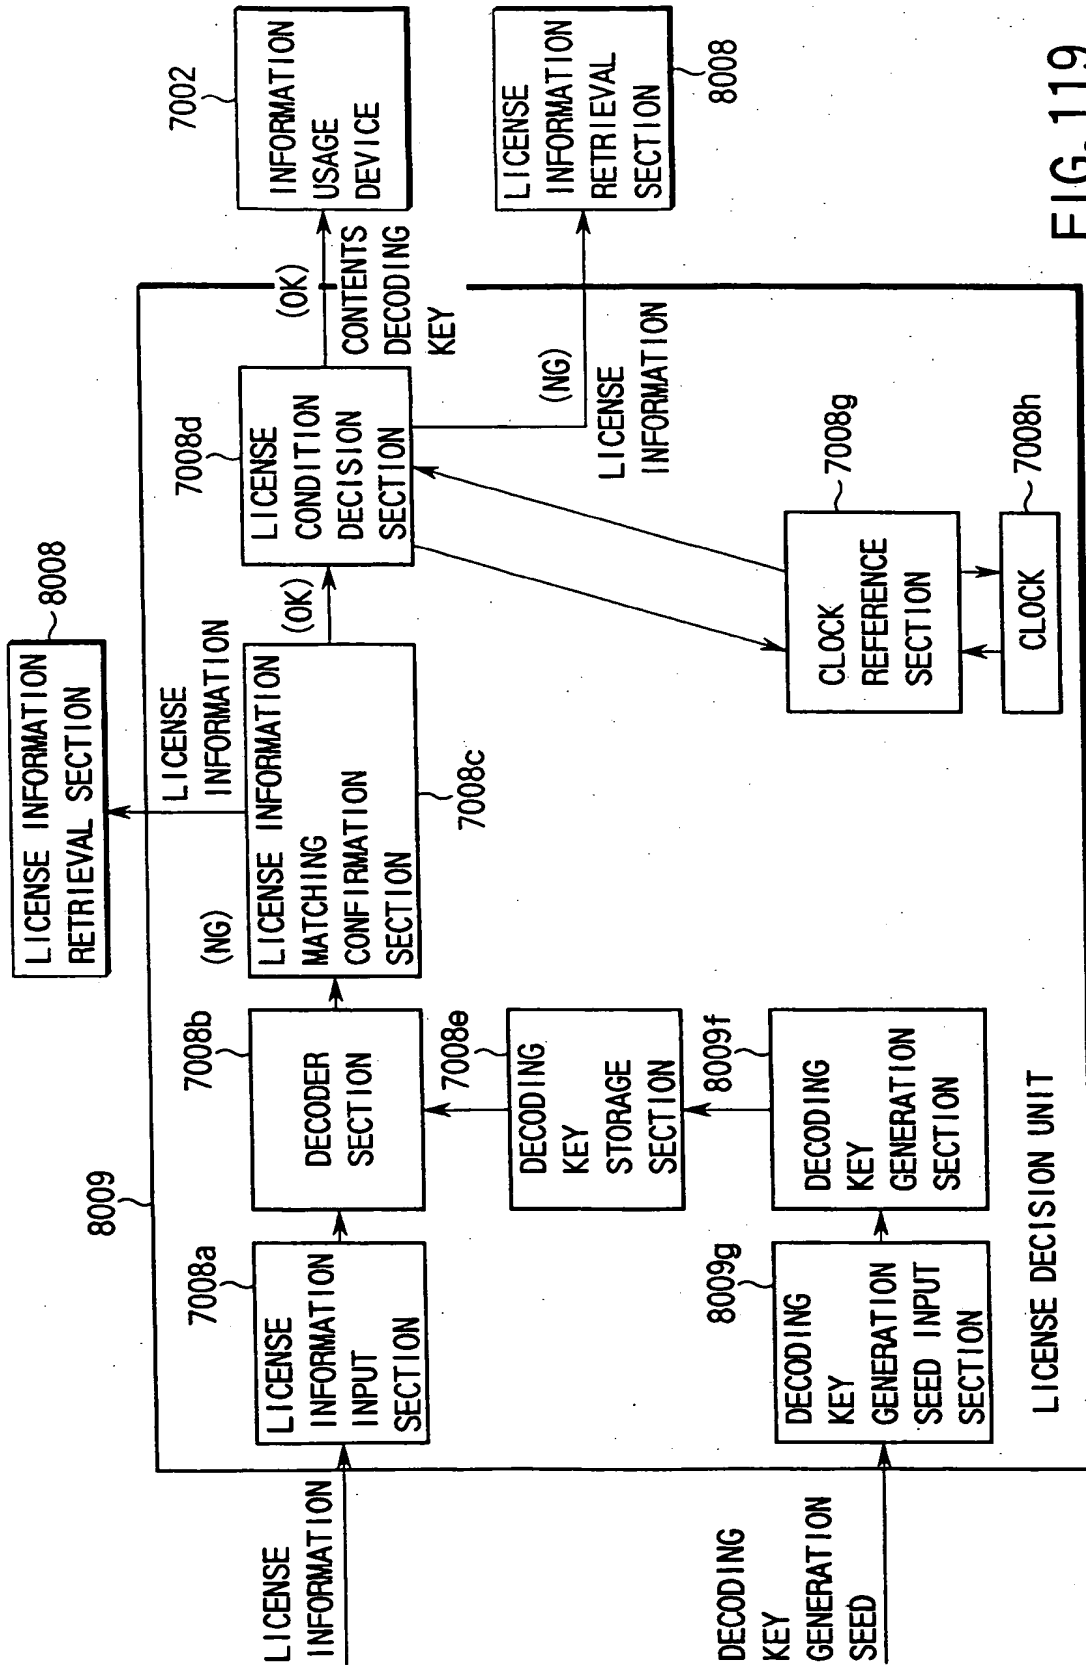 LICENSE INFORMATION
RETRIEVAL SECTION
8008
8009
7002
INFORMATION
USAGE
DEVICE
LICENSE
INFORMATION
7008a
LICENSE
INFORMATION
INPUT
SECTION
7008b
DECODER
SECTION
(NG)
LICENSE
INFORMATION
LICENSE INFORMATION
MATCHING
CONFIRMATION
SECTION
7008c
(OK)
7008d
LICENSE
CONDITION
DECISION
SECTION
(OK)
CONTENTS
DECODING
KEY
(NG)
LICENSE
INFORMATION
LICENSE
INFORMATION
RETRIEVAL
SECTION
8008
7008e
DECODING
KEY
STORAGE
SECTION
DECODING
KEY
GENERATION
SEED
8009g
DECODING
KEY
GENERATION
SEED INPUT
SECTION
8009f
DECODING
KEY
GENERATION
SECTION
CLOCK
REFERENCE
SECTION
7008g
CLOCK
7008h
LICENSE DECISION UNIT
FIG. 119